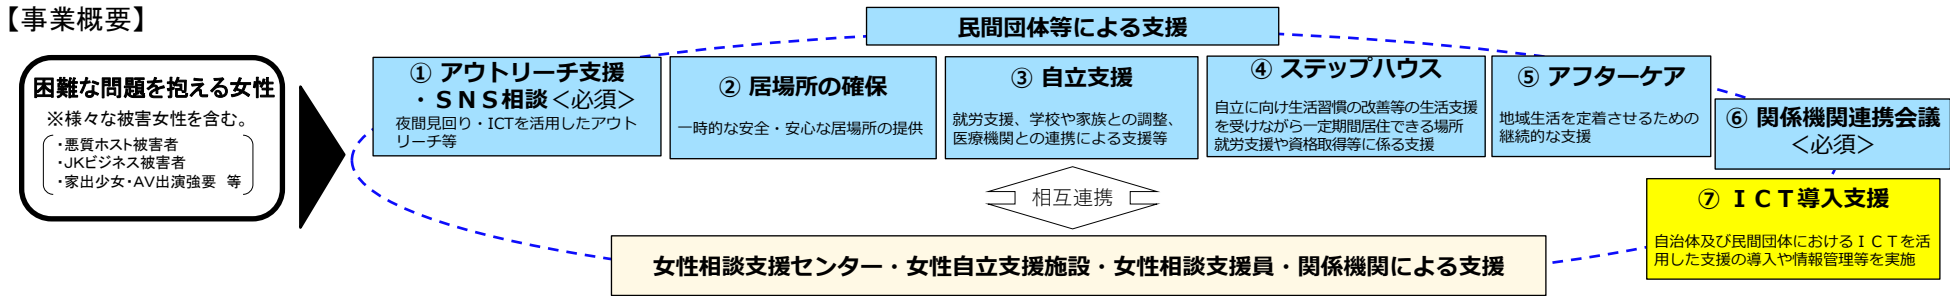 【事業概要】
民間団体等による支援
困難な問題を抱える女性
※様々な被害女性を含む。
・悪質ホスト被害者
・JKビジネス被害者
・家出少女・AV出演強要　等
① アウトリーチ支援
・ＳＮＳ相談＜必須＞
夜間見回り・ICTを活用したアウト
リーチ等
② 居場所の確保
一時的な安全・安心な居場所の提供
③ 自立支援
就労支援、学校や家族との調整、
医療機関との連携による支援等
④ ステップハウス
自立に向け生活習慣の改善等の生活支援
を受けながら一定期間居住できる場所
就労支援や資格取得等に係る支援
⑤ アフターケア
地域生活を定着させるための
継続的な支援
⑥ 関係機関連携会議
＜必須＞
相互連携
⑦ ＩＣＴ導入支援
自治体及び民間団体におけるＩＣＴを活
用した支援の導入や情報管理等を実施
女性相談支援センター・女性自立支援施設・女性相談支援員・関係機関による支援